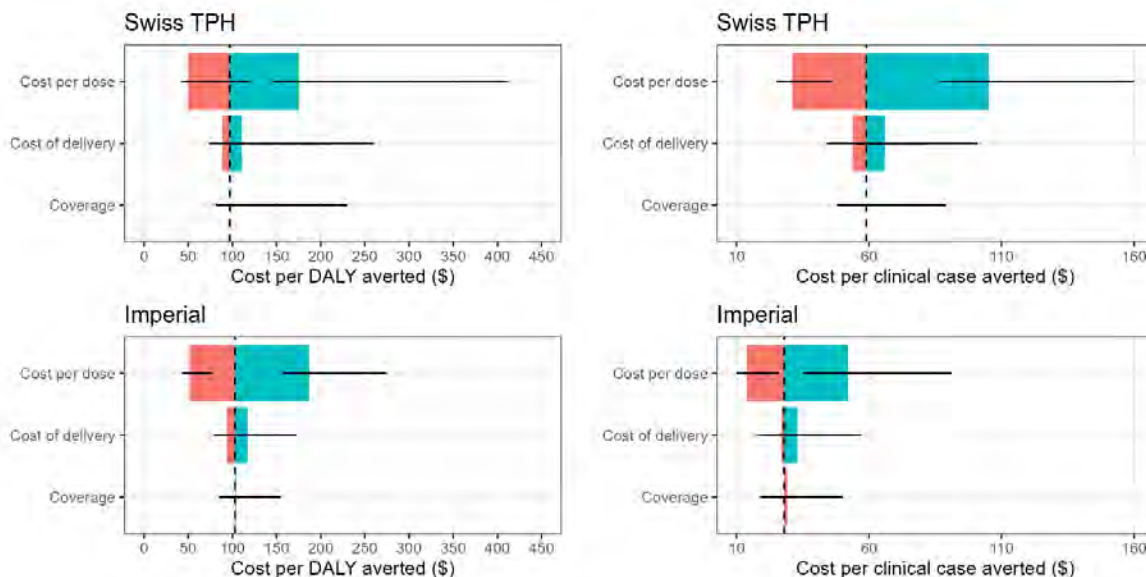 Swiss TPH
Cost per dose
Cost of delivery
Coverage
0 50 100 150 200 250 300 350 400 450
Cost per DALY averted ($)
Swiss TPH
Cost per dose
Cost of delivery
Coverage
10 60 110 160
Cost per clinical case averted ($)
Imperial
Cost per dose
Cost of delivery
Coverage
0 50 100 150 200 250 300 350 400 450
Cost per DALY averted ($)
Imperial
Cost per dose
Cost of delivery
Coverage
10 60 110 160
Cost per clinical case averted ($)